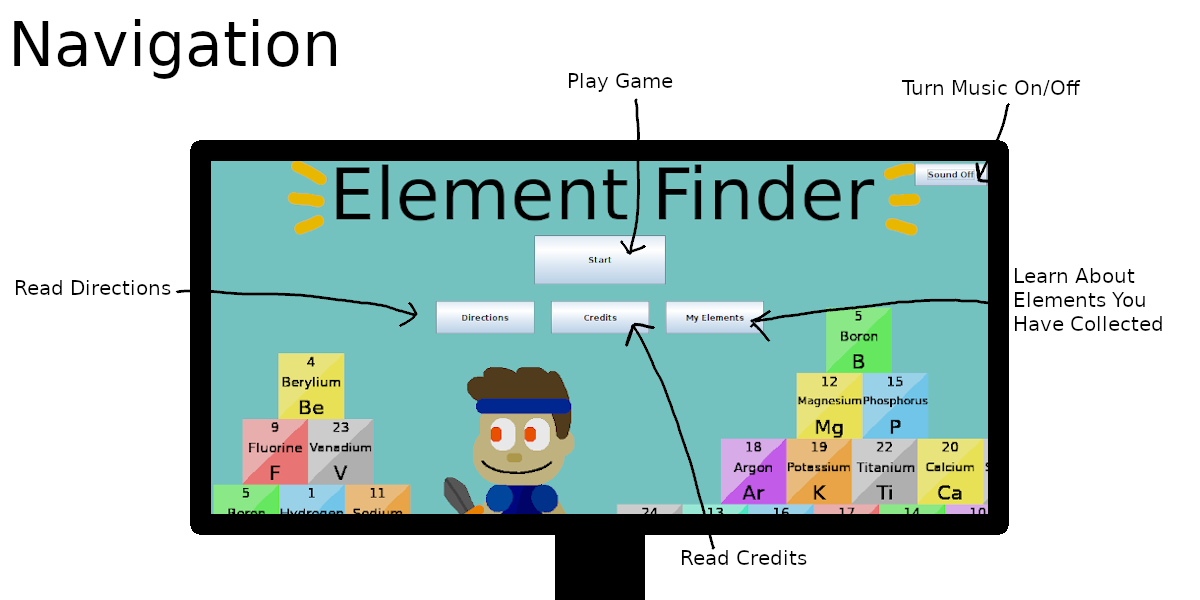 Navigation
Play Game
Turn Music On/Off
Element Finder
Sound Off
Start
Read Directions
Learn About
Elements You
Have Collected
Directions
Credits
My Elements
5
Boron
B
4
Berylium
Be
12
Magnesium
Mg
15
Phosphorus
P
9
Fluorine
F
23
Vanadium
V
18
Argon
Ar
19
Potassium
K
22
Titanium
Ti
20
Calcium
Ca
5
Boron
1
Hydrogen
11
Sodium
24
13
16
17
14
10
Read Credits